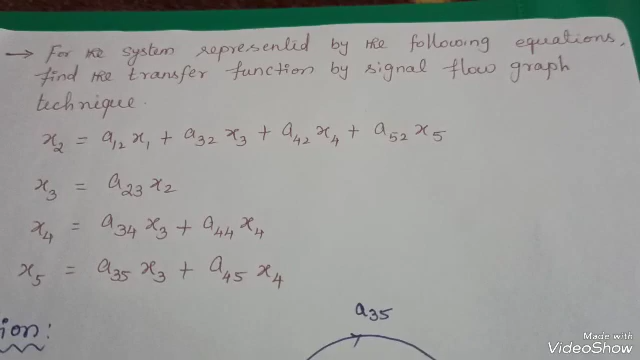 → For the system represented by the following equations,
find the transfer function by signal flow graph
technique.
x₂ = a₁₂ x₁ + a₃₂ x₃ + a₄₂ x₄ + a₅₂ x₅
x₃ = a₂₃ x₂
x₄ = a₃₄ x₃ + a₄₄ x₄
x₅ = a₃₅ x₃ + a₄₅ x₄
ion:
a₃₅
Made with
VideoShow